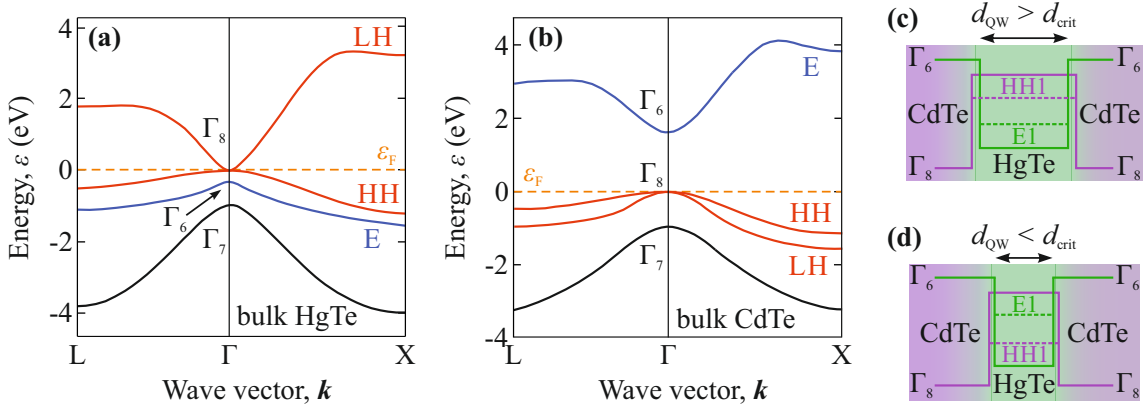 (a)
LH
Γ8
εF
HH
Γ6
E
Γ7
bulk HgTe
Energy, ε (eV)
4
2
0
-2
-4
L
Γ
X
Wave vector, k
(b)
E
Γ6
Γ8
εF
HH
LH
Γ7
bulk CdTe
Energy, ε (eV)
4
2
0
-2
-4
L
Γ
X
Wave vector, k
(c)
dQW > dcrit
Γ6
Γ6
HH1
CdTe
CdTe
E1
HgTe
Γ8
Γ8
(d)
dQW < dcrit
Γ6
Γ6
E1
CdTe
CdTe
HH1
HgTe
Γ8
Γ8